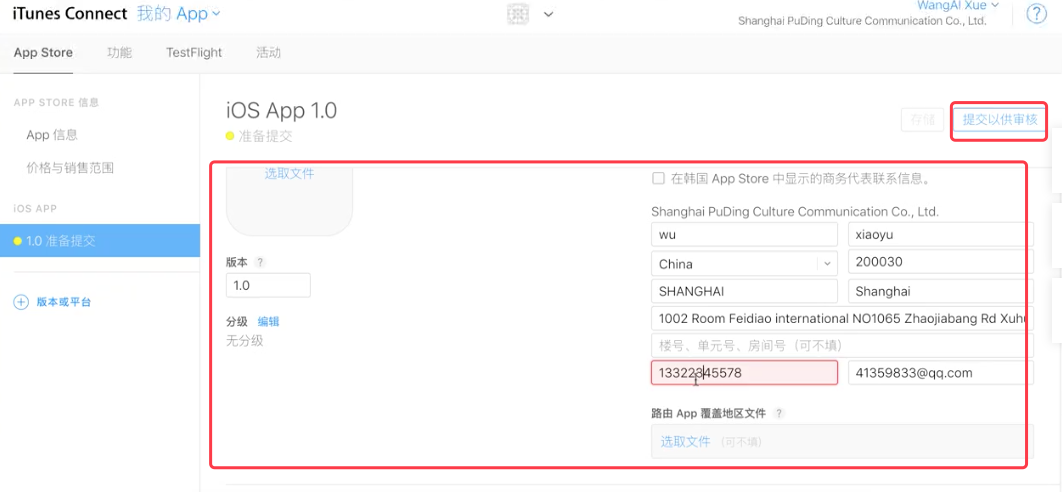 iTunes Connect 我的 App
WangAI Xue
Shanghai PuDing Culture Communication Co., Ltd.
?
App Store 功能 TestFlight 活动
APP STORE 信息
App 信息
价格与销售范围
iOS APP
1.0 准备提交
版本或平台
iOS App 1.0
准备提交
存储 提交以供审核
选取文件
版本 ?
1.0
分级 编辑
无分级
在韩国 App Store 中显示的商务代表联系信息。
Shanghai PuDing Culture Communication Co., Ltd.
wu xiaoyu
China 200030
SHANGHAI Shanghai
1002 Room Feidiao international NO1065 Zhaojiabang Rd
楼号、单元号、房间号（可不填）
13322345578 41359833@qq.com
路由 App 覆盖地区文件 ?
选取文件 （可不填）